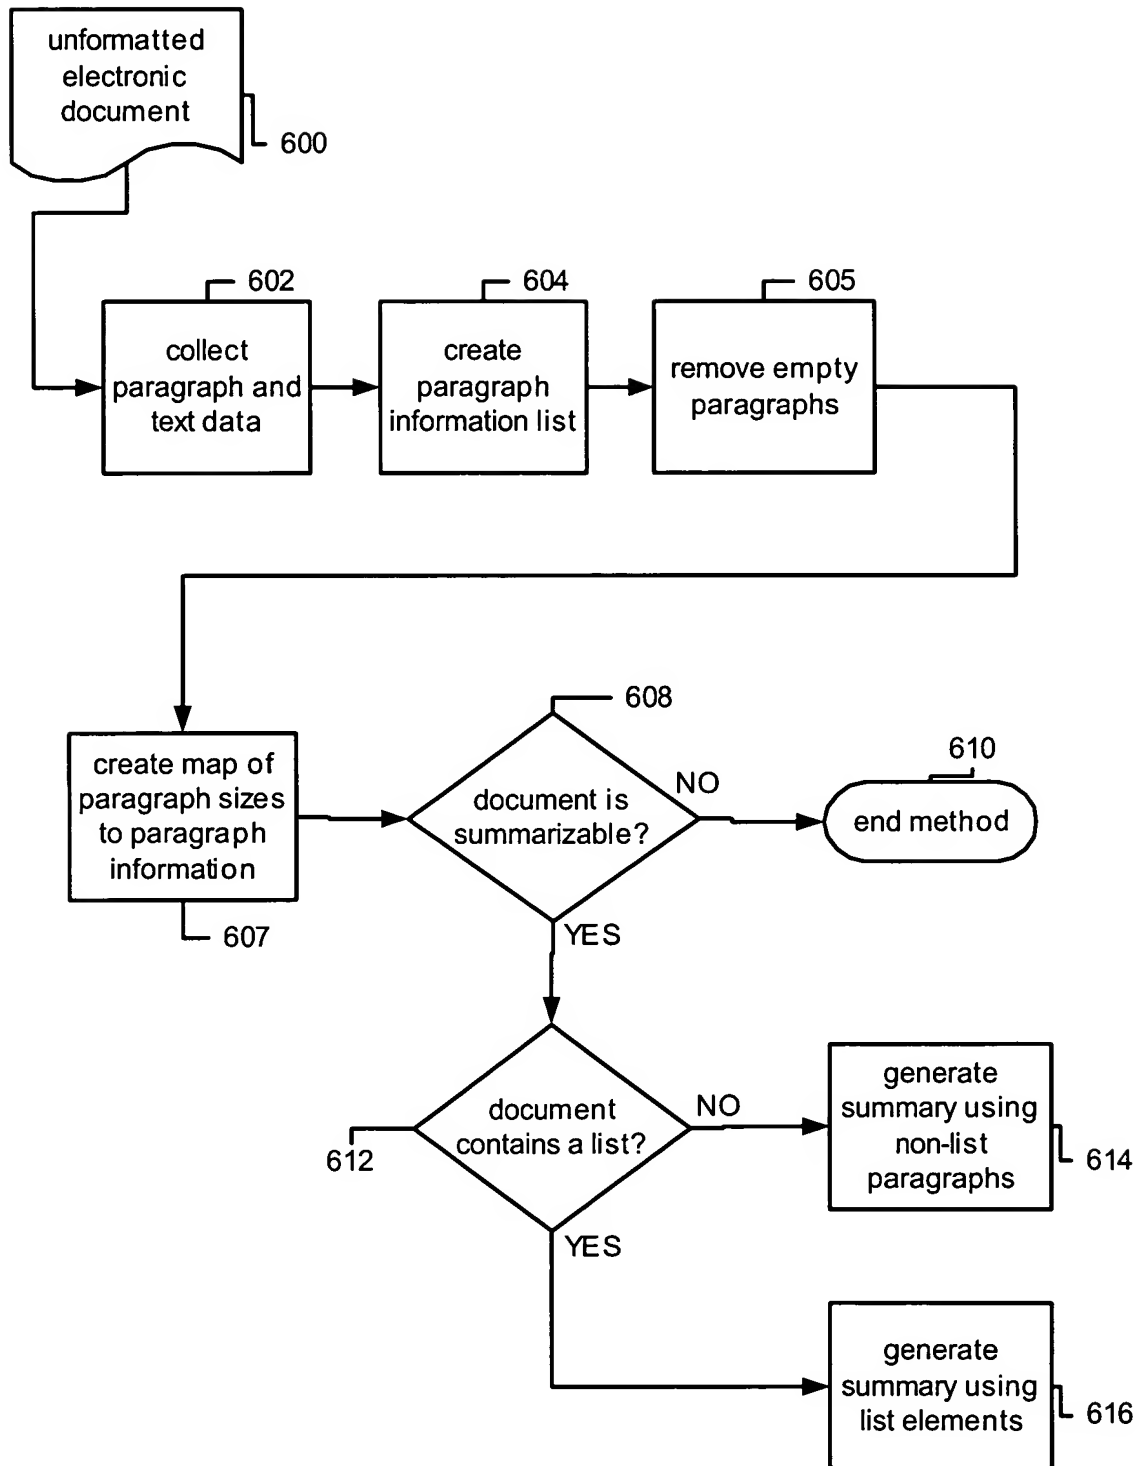 unformatted
electronic
document
600
602
604
605
collect
paragraph and
text data
create
paragraph
information list
remove empty
paragraphs
608
610
create map of
paragraph sizes
to paragraph
information
607
document is
summarizable?
NO
end method
YES
document
contains a list?
612
NO
generate
summary using
non-list
paragraphs
614
YES
generate
summary using
list elements
616